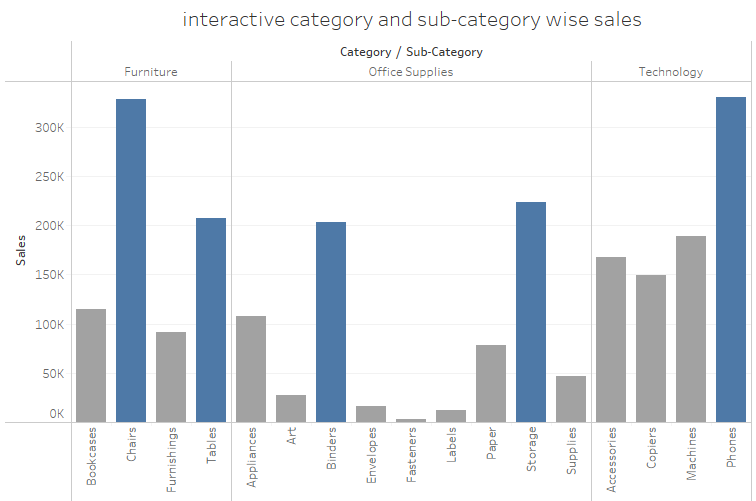 interactive category and sub-category wise sales
Category / Sub-Category
Furniture
Office Supplies
Technology
Sales
300K
250K
200K
150K
100K
50K
0K
Bookcases
Chairs
Furnishings
Tables
Appliances
Art
Binders
Envelopes
Fasteners
Labels
Paper
Storage
Supplies
Accessories
Copiers
Machines
Phones